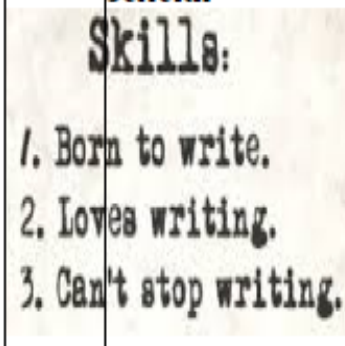 Skills:
1. Born to write.
2. Loves writing.
3. Can't stop writing.